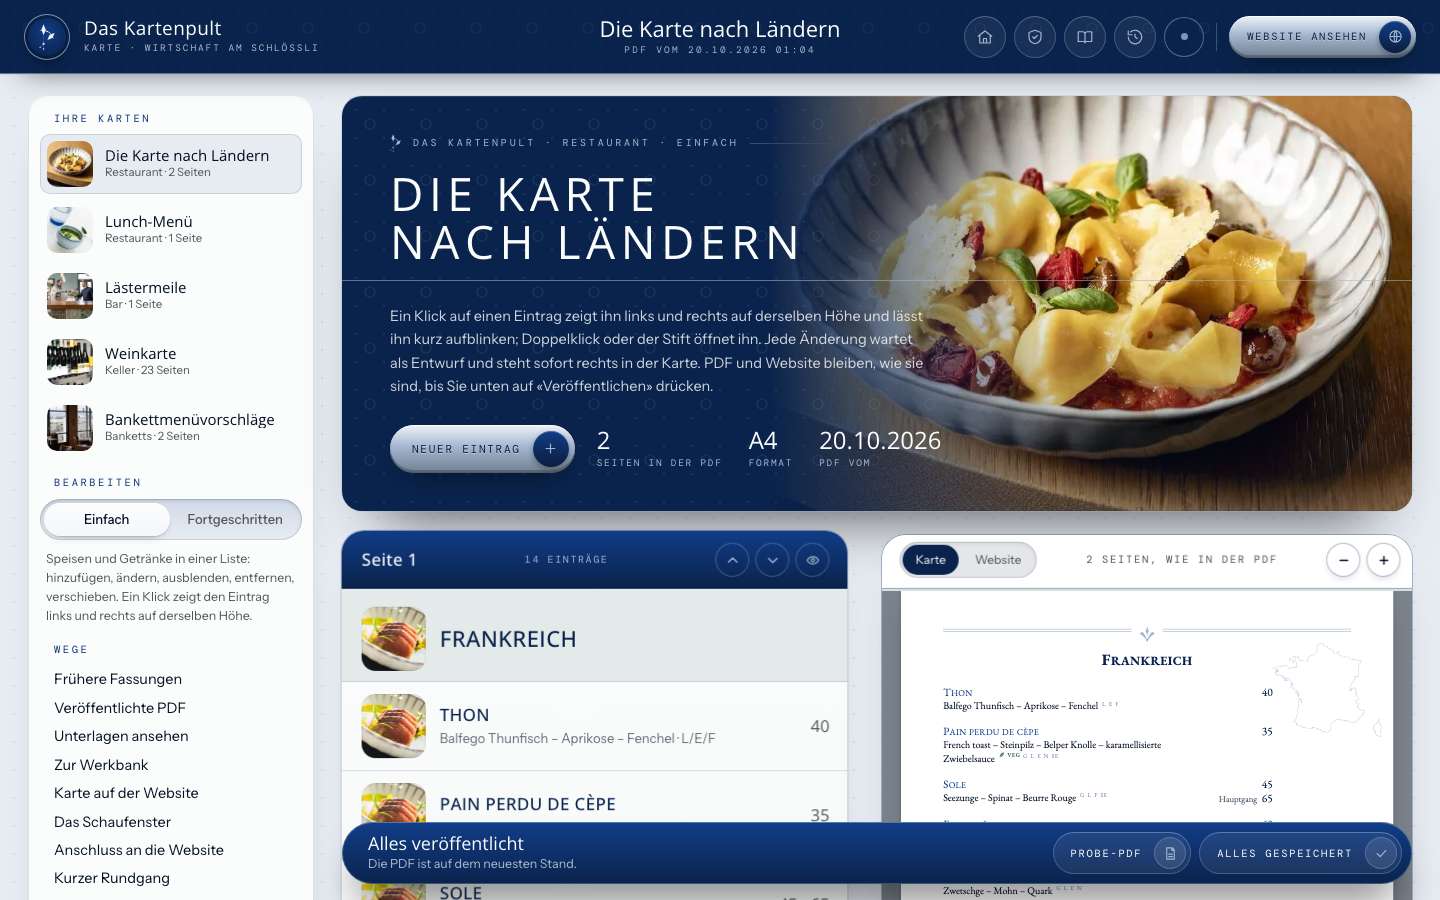 Das Kartenpult
KARTE · WIRTSCHAFT AM SCHLÖSSLI
Die Karte nach Ländern
PDF VOM 20.10.2026 01:04
WEBSITE ANSEHEN
IHRE KARTEN
Die Karte nach Ländern
Restaurant · 2 Seiten
Lunch-Menü
Restaurant · 1 Seite
Lästermeile
Bar · 1 Seite
Weinkarte
Keller · 23 Seiten
Bankettmenüvorschläge
Banketts · 2 Seiten
BEARBEITEN
Einfach
Fortgeschritten
Speisen und Getränke in einer Liste:
hinzufügen, ändern, ausblenden, entfernen,
verschieben. Ein Klick zeigt den Eintrag
links und rechts auf derselben Höhe.
WEGE
Frühere Fassungen
Veröffentlichte PDF
Unterlagen ansehen
Zur Werkbank
Karte auf der Website
Das Schaufenster
Anschluss an die Website
Kurzer Rundgang
DAS KARTENPULT · RESTAURANT · EINFACH
DIE KARTE
NACH LÄNDERN
Ein Klick auf einen Eintrag zeigt ihn links und rechts auf derselben Höhe und lässt
ihn kurz aufblinken; Doppelklick oder der Stift öffnet ihn. Jede Änderung wartet
als Entwurf und steht sofort rechts in der Karte. PDF und Website bleiben, wie sie
sind, bis Sie unten auf «Veröffentlichen» drücken.
NEUER EINTRAG
2
SEITEN IN DER PDF
A4
FORMAT
20.10.2026
PDF VOM
Seite 1
14 EINTRÄGE
FRANKREICH
THON
Balfego Thunfisch – Aprikose – Fenchel · L/E/F
40
PAIN PERDU DE CÈPE
35
SOLE
Karte
Website
2 SEITEN, WIE IN DER PDF
FRANKREICH
THON 40
Balfego Thunfisch – Aprikose – Fenchel L E F
PAIN PERDU DE CÈPE 35
French toast – Steinpilz – Belper Knolle – karamellisierte
Zwiebelsauce VEG G L E N SE
SOLE 45
Seezunge – Spinat – Beurre Rouge G L F SE Hauptgang 65
Zwetschge – Mohn – Quark G L E N
Alles veröffentlicht
Die PDF ist auf dem neuesten Stand.
PROBE-PDF
ALLES GESPEICHERT